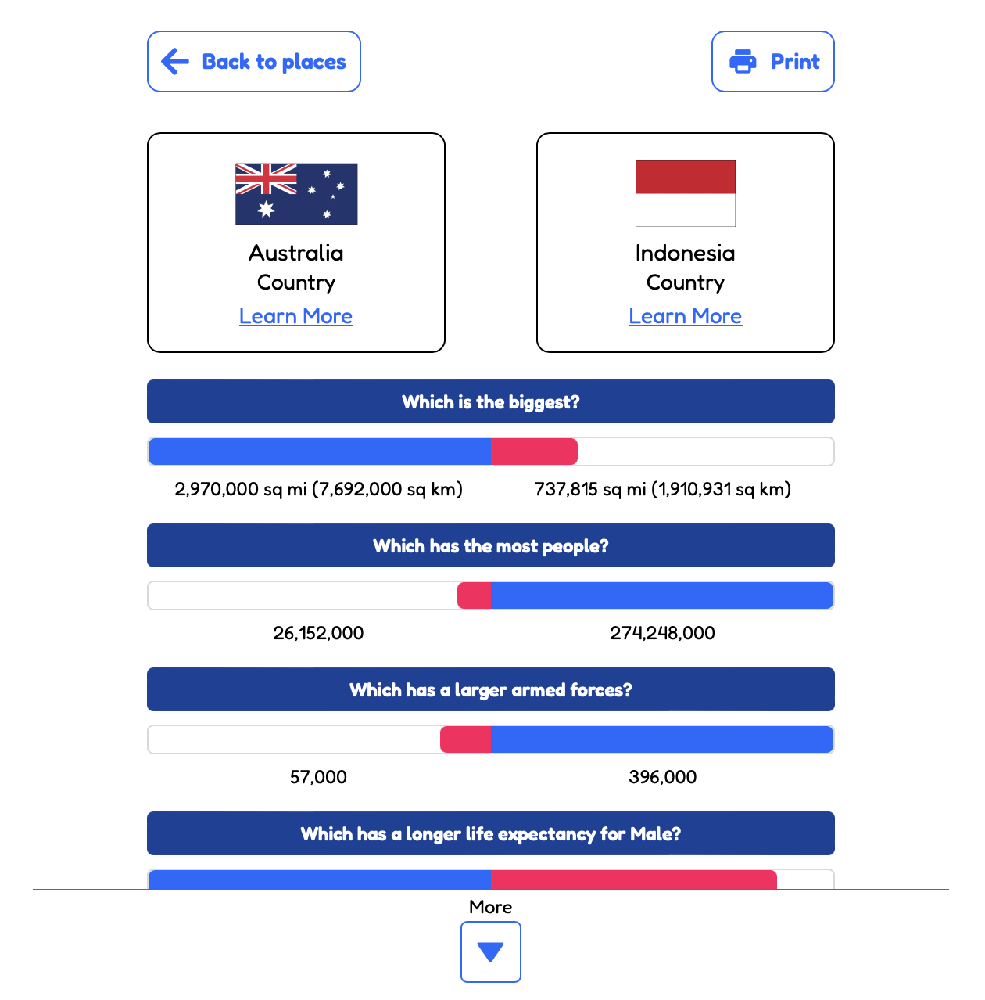 Back to places
Print
Australia
Country
Learn More
Indonesia
Country
Learn More
Which is the biggest?
2,970,000 sq mi (7,692,000 sq km)
737,815 sq mi (1,910,931 sq km)
Which has the most people?
26,152,000
274,248,000
Which has a larger armed forces?
57,000
396,000
Which has a longer life expectancy for Male?
More